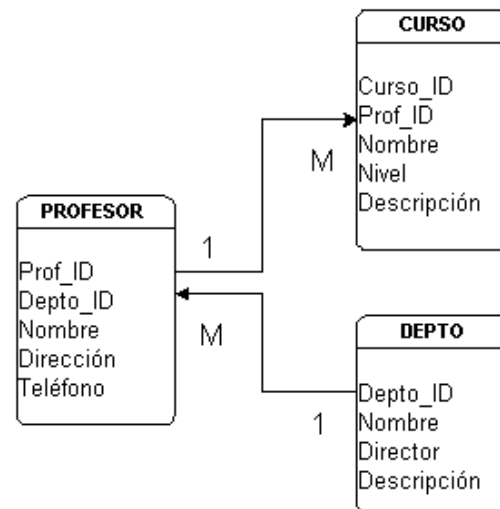 CURSO
Curso_ID
Prof_ID
Nombre
Nivel
Descripción
M
PROFESOR
1
Prof_ID
Depto_ID
Nombre
Dirección
Teléfono
M
DEPTO
1
Depto_ID
Nombre
Director
Descripción